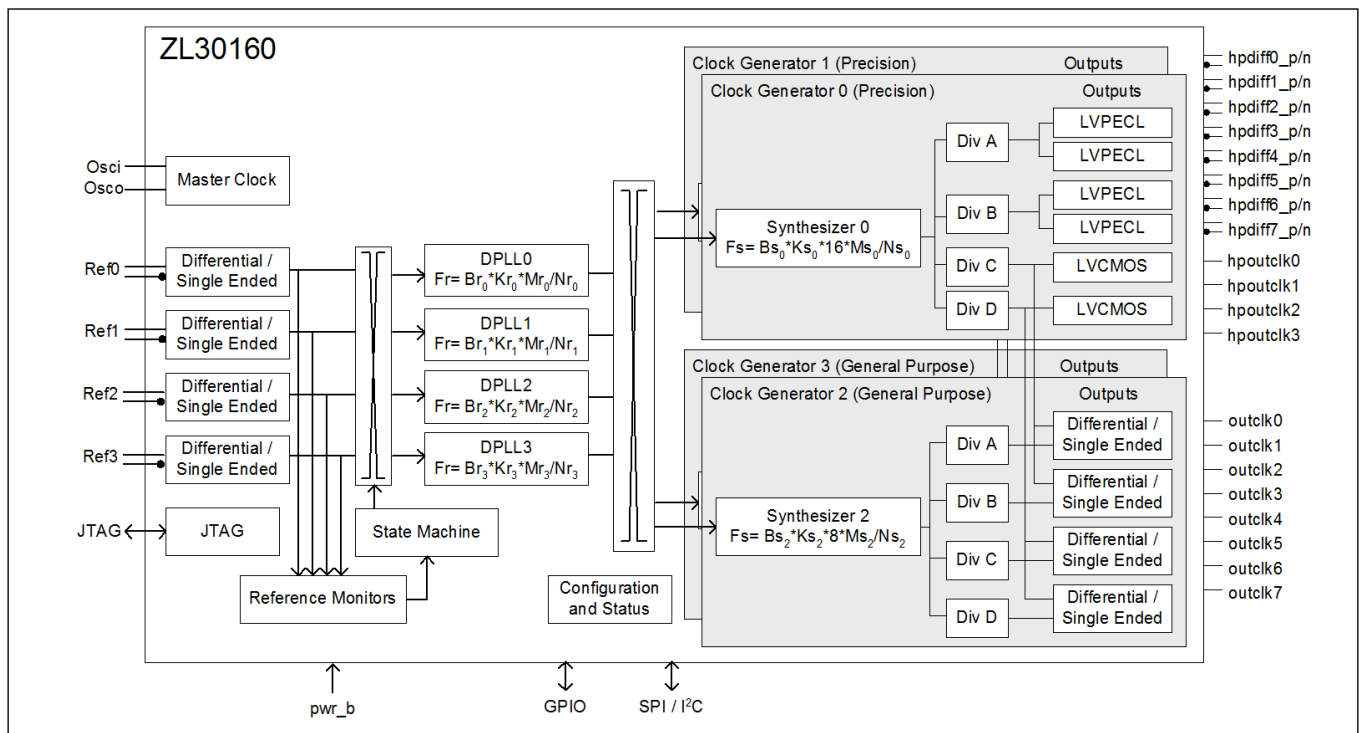 ZL30160
Osci
Osco
Master Clock
Ref0
Differential /
Single Ended
Ref1
Differential /
Single Ended
Ref2
Differential /
Single Ended
Ref3
Differential /
Single Ended
JTAG
JTAG
DPLL0
Fr= Br0*Kr0*Mr0/Nr0
DPLL1
Fr= Br1*Kr1*Mr1/Nr1
DPLL2
Fr= Br2*Kr2*Mr2/Nr2
DPLL3
Fr= Br3*Kr3*Mr3/Nr3
State Machine
Reference Monitors
Configuration
and Status
pwr_b
GPIO
SPI / I²C
Clock Generator 1 (Precision)
Outputs
Clock Generator 0 (Precision)
Outputs
Synthesizer 0
Fs= Bs0*Ks0*16*Ms0/Ns0
Div A
Div B
Div C
Div D
LVPECL
LVPECL
LVPECL
LVPECL
LVCMOS
LVCMOS
Clock Generator 3 (General Purpose)
Outputs
Clock Generator 2 (General Purpose)
Outputs
Synthesizer 2
Fs= Bs2*Ks2*8*Ms2/Ns2
Div A
Div B
Div C
Div D
Differential /
Single Ended
Differential /
Single Ended
Differential /
Single Ended
Differential /
Single Ended
hpdiff0_p/n
hpdiff1_p/n
hpdiff2_p/n
hpdiff3_p/n
hpdiff4_p/n
hpdiff5_p/n
hpdiff6_p/n
hpdiff7_p/n
hpoutclk0
hpoutclk1
hpoutclk2
hpoutclk3
outclk0
outclk1
outclk2
outclk3
outclk4
outclk5
outclk6
outclk7